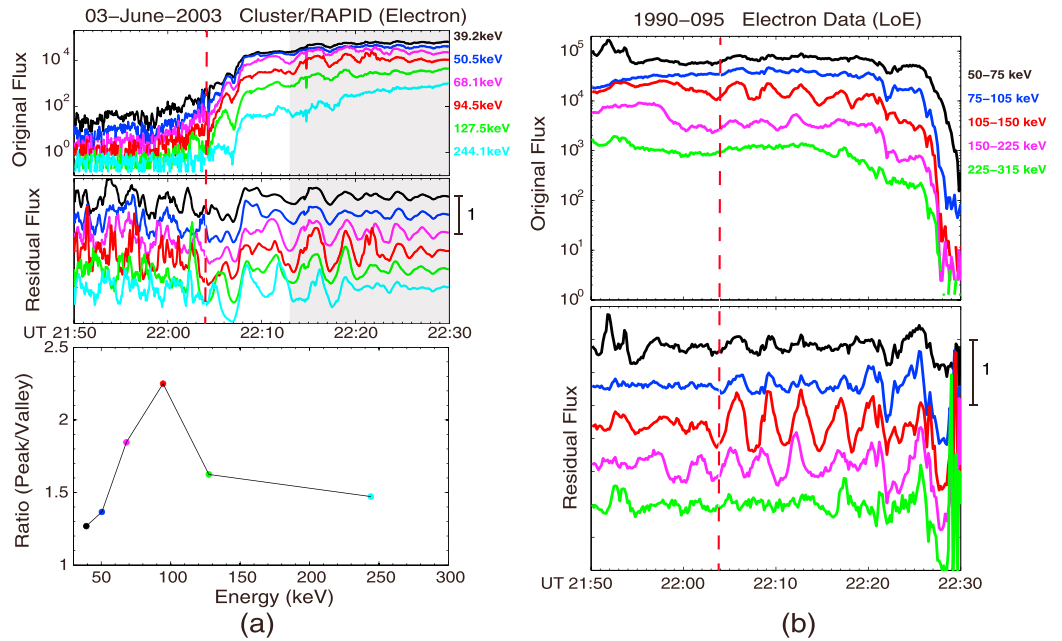 03–June–2003 Cluster/RAPID (Electron)
Original Flux
10⁴
10²
10⁰
39.2keV
50.5keV
68.1keV
94.5keV
127.5keV
244.1keV
Residual Flux
1
UT 21:50 22:00 22:10 22:20 22:30
Ratio (Peak/Valley)
2.5
2
1.5
1
50 100 150 200 250 300
Energy (keV)
(a)
1990–095 Electron Data (LoE)
Original Flux
10⁵
10⁴
10³
10²
10¹
10⁰
50–75 keV
75–105 keV
105–150 keV
150–225 keV
225–315 keV
Residual Flux
1
UT 21:50 22:00 22:10 22:20 22:30
(b)